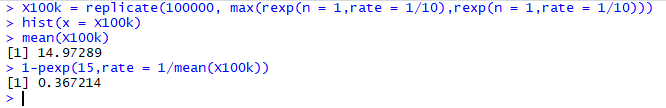 > X100k = replicate(100000, max(rexp(n = 1,rate = 1/10),rexp(n = 1,rate = 1/10)))
> hist(x = X100k)
> mean(X100k)
[1] 14.97289
> 1-pexp(15,rate = 1/mean(X100k))
[1] 0.367214
>